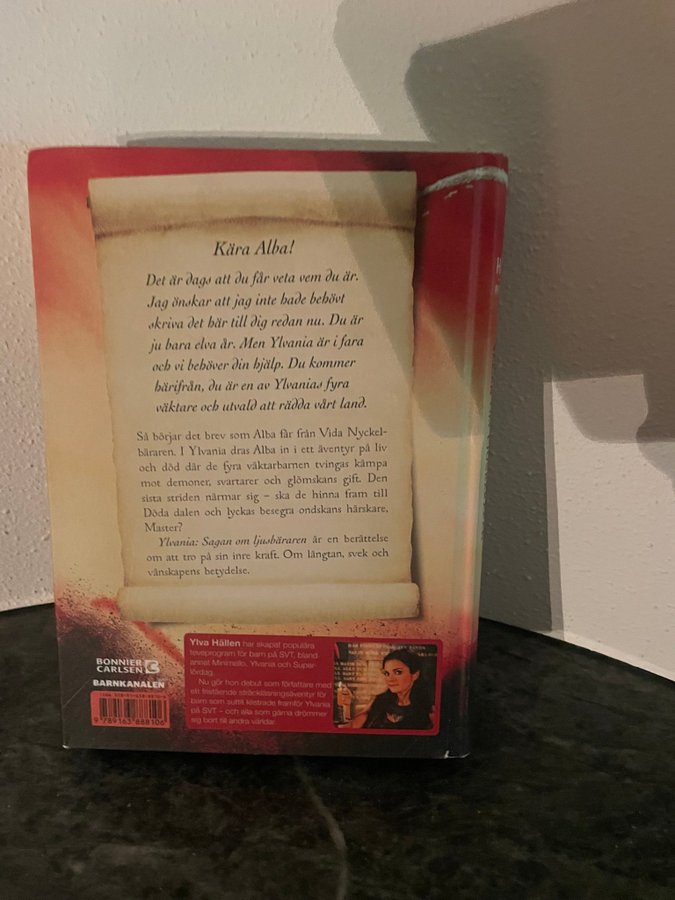 Kära Alba!
Det är dags att du får veta vem du är.
Jag önskar att jag inte hade behövt
skriva det här till dig redan nu. Du är
ju bara elva år. Men Ylvania är i fara
och vi behöver din hjälp. Du kommer
härifrån, du är en av Ylvanias fyra
väktare och utvald att rädda vårt land.
Så börjar det brev som Alba får från Vida Nyckel-
bäraren. I Ylvania dras Alba in i ett äventyr på liv
och död där de fyra väktarbarnen tvingas kämpa
mot demoner, svartarer och glömskans gift. Den
sista striden närmar sig – ska de hinna fram till
Döda dalen och lyckas besegra ondskans härskare,
Master?
Ylvania: Sagan om ljusbäraren är en berättelse
om att tro på sin inre kraft. Om längtan, svek och
vänskapens betydelse.
BONNIER
CARLSEN
BARNKANALEN
9789163888106
Ylva Hällen har skapat populära
teveprogram för barn på SVT, bland
annat Minimello, Ylvania och Super-
lördag.
Nu gör hon debut som författare med
ett fristående stråkläsningsäventyr för
barn som suttit klistrade framför Ylvania
på SVT – och alla som gärna drömmer
sig bort till andra världar.